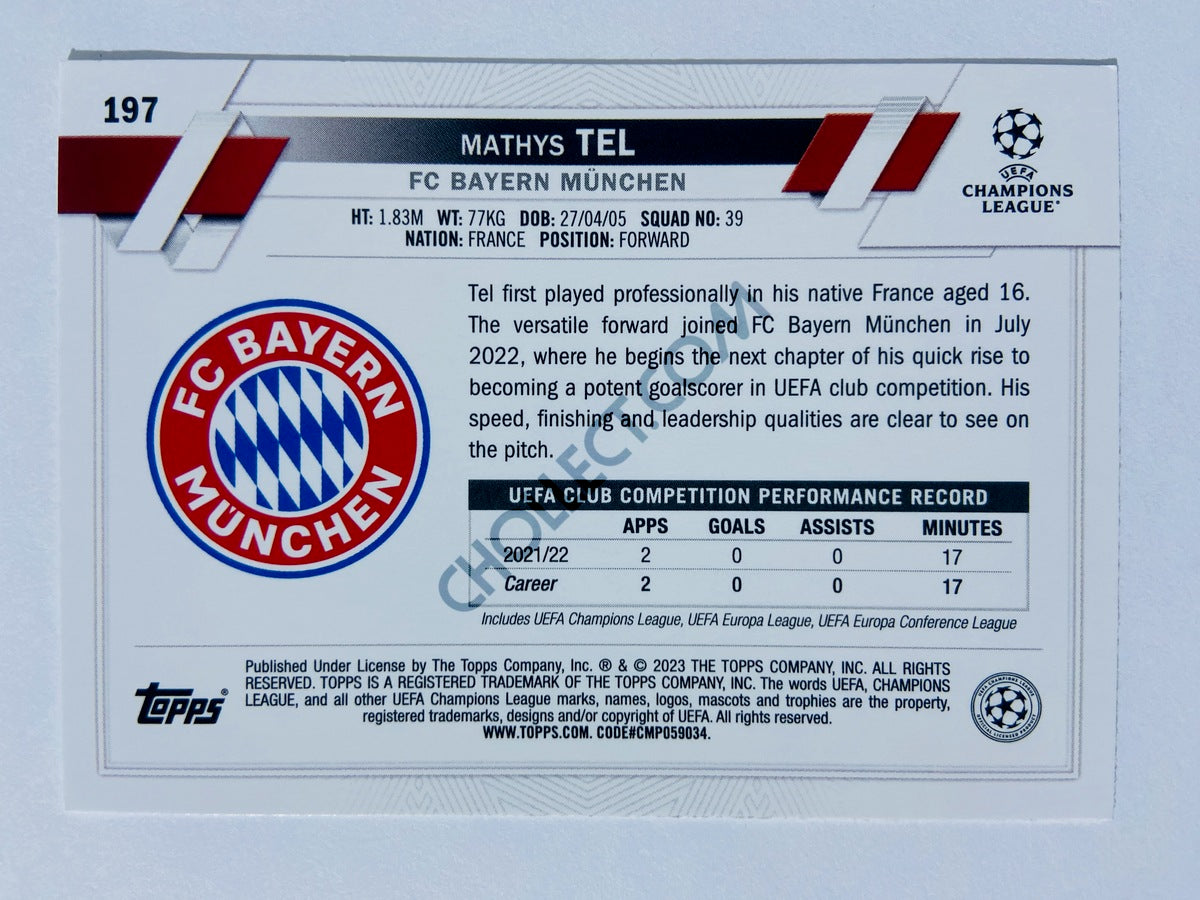 197
MATHYS TEL
FC BAYERN MÜNCHEN
HT: 1.83M WT: 77KG DOB: 27/04/05 SQUAD NO: 39
NATION: FRANCE POSITION: FORWARD
UEFA
CHAMPIONS
LEAGUE®
FC BAYERN
MÜNCHEN
Tel first played professionally in his native France aged 16.
The versatile forward joined FC Bayern München in July
2022, where he begins the next chapter of his quick rise to
becoming a potent goalscorer in UEFA club competition. His
speed, finishing and leadership qualities are clear to see on
the pitch.
UEFA CLUB COMPETITION PERFORMANCE RECORD
APPS GOALS ASSISTS MINUTES
2021/22 2 0 0 17
Career 2 0 0 17
Includes UEFA Champions League, UEFA Europa League, UEFA Europa Conference League
CHOLLECT.COM
Topps®
Published Under License by The Topps Company, Inc. ® & © 2023 THE TOPPS COMPANY, INC. ALL RIGHTS
RESERVED. TOPPS IS A REGISTERED TRADEMARK OF THE TOPPS COMPANY, INC. The words UEFA, CHAMPIONS
LEAGUE, and all other UEFA Champions League marks, names, logos, mascots and trophies are the property,
registered trademarks, designs and/or copyright of UEFA. All rights reserved.
WWW.TOPPS.COM. CODE#CMP059034.
UEFA CHAMPIONS LEAGUE
OFFICIAL LICENSED PRODUCT